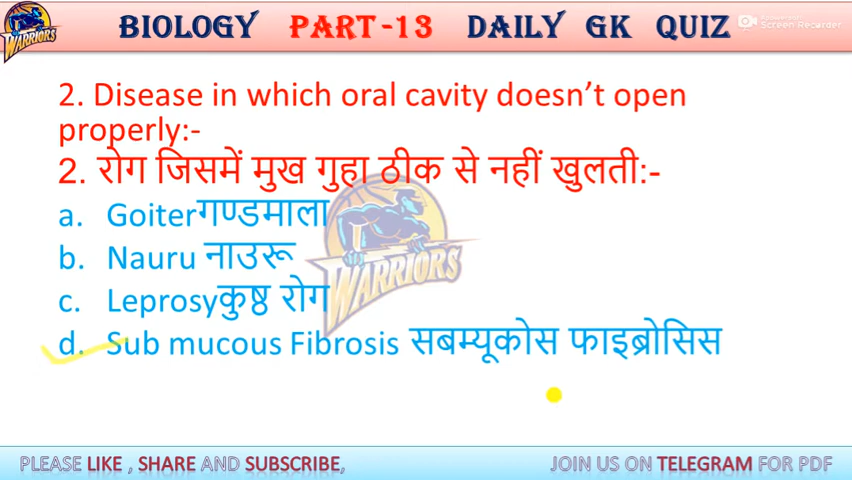 BIOLOGY PART-13 DAILY GK QUIZ
Screen Recorder
WARRIORS
2. Disease in which oral cavity doesn't open
properly:-
2. रोग जिसमें मुख गुहा ठीक से नहीं खुलती:-
a. Goiterगण्डमाला
b. Nauru नाउरू
c. Leprosyकुष्ठ रोग
d. Sub mucous Fibrosis सबम्यूकोस फाइब्रोसिस
WARRIORS
PLEASE LIKE , SHARE AND SUBSCRIBE,
JOIN US ON TELEGRAM FOR PDF